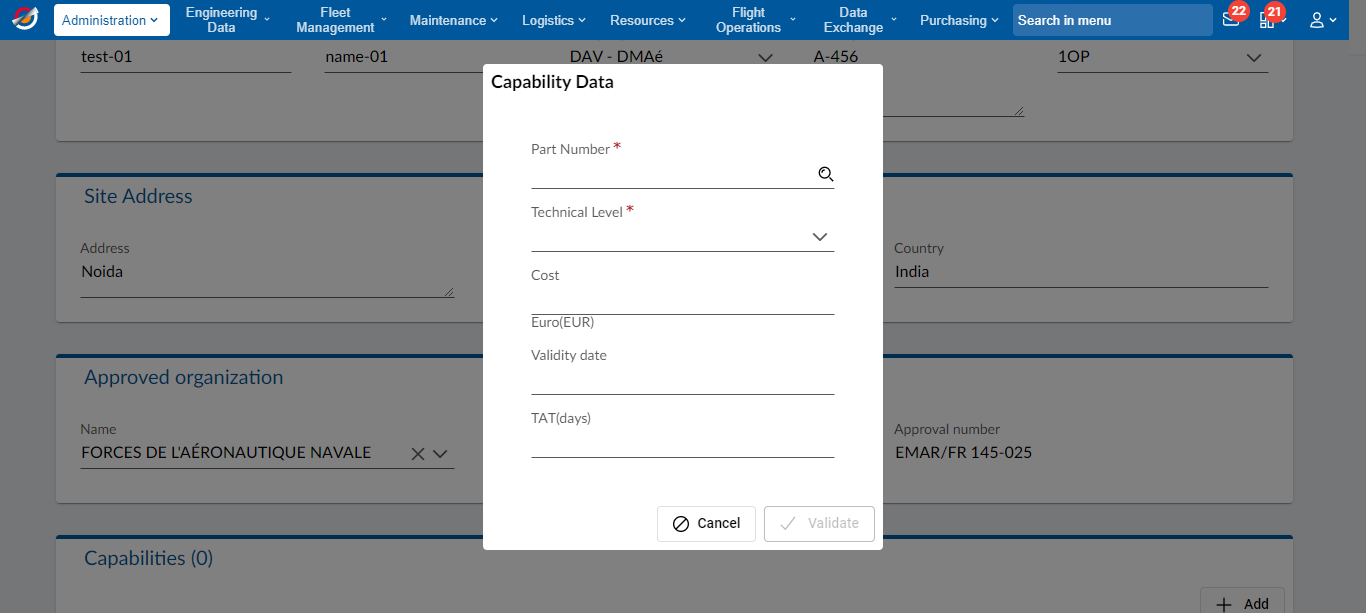 Administration
Engineering Data
Fleet Management
Maintenance
Logistics
Resources
Flight Operations
Data Exchange
Purchasing
Search in menu
22
21
test-01
name-01
DAV - DMAé
A-456
1OP
Capability Data
Part Number *
Technical Level *
Cost
Euro(EUR)
Validity date
TAT(days)
Cancel
Validate
Site Address
Address
Noida
Country
India
Approved organization
Name
FORCES DE L'AÉRONAUTIQUE NAVALE
Approval number
EMAR/FR 145-025
Capabilities (0)
Add